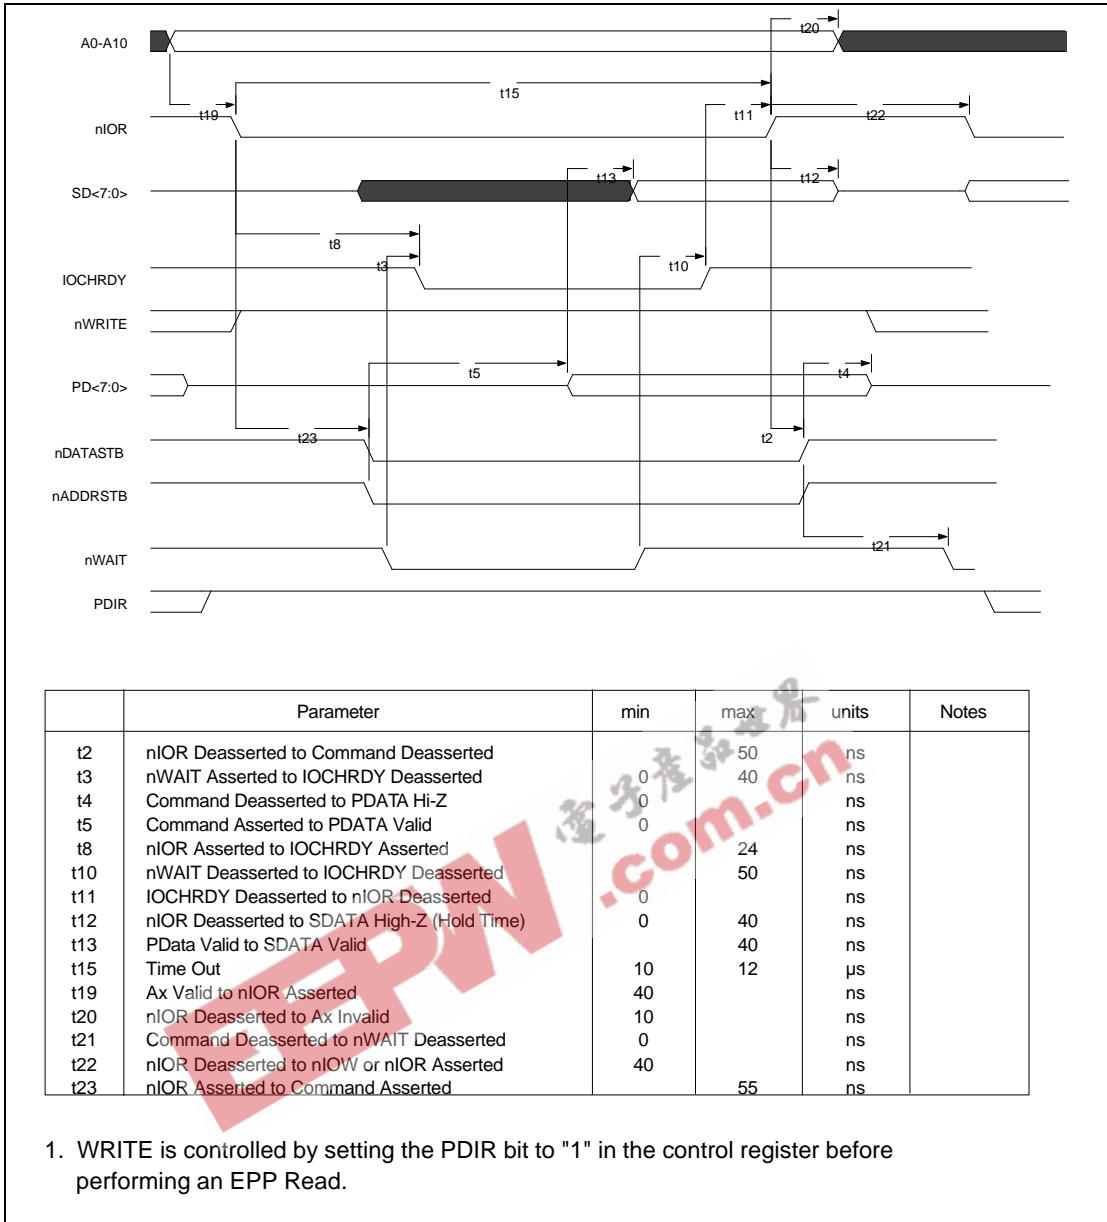 t20
A0-A10
t15
t19
t11
t22
nIOR
t13
t12
SD<7:0>
t8
t3
t10
IOCHRDY
nWRITE
t5
t4
PD<7:0>
t23
t2
nDATASTB
nADDRSTB
t21
nWAIT
PDIR
Parameter min max units Notes
t2 nIOR Deasserted to Command Deasserted 50 ns
t3 nWAIT Asserted to IOCHRDY Deasserted 0 40 ns
t4 Command Deasserted to PDATA Hi-Z 0 ns
t5 Command Asserted to PDATA Valid 0 ns
t8 nIOR Asserted to IOCHRDY Asserted 24 ns
t10 nWAIT Deasserted to IOCHRDY Deasserted 50 ns
t11 IOCHRDY Deasserted to nIOR Deasserted 0 ns
t12 nIOR Deasserted to SDATA High-Z (Hold Time) 0 40 ns
t13 PData Valid to SDATA Valid 40 ns
t15 Time Out 10 12 µs
t19 Ax Valid to nIOR Asserted 40 ns
t20 nIOR Deasserted to Ax Invalid 10 ns
t21 Command Deasserted to nWAIT Deasserted 0 ns
t22 nIOR Deasserted to nIOW or nIOR Asserted 40 ns
t23 nIOR Asserted to Command Asserted 55 ns
EEPW .com.cn
電子產品世界
1. WRITE is controlled by setting the PDIR bit to "1" in the control register before
performing an EPP Read.